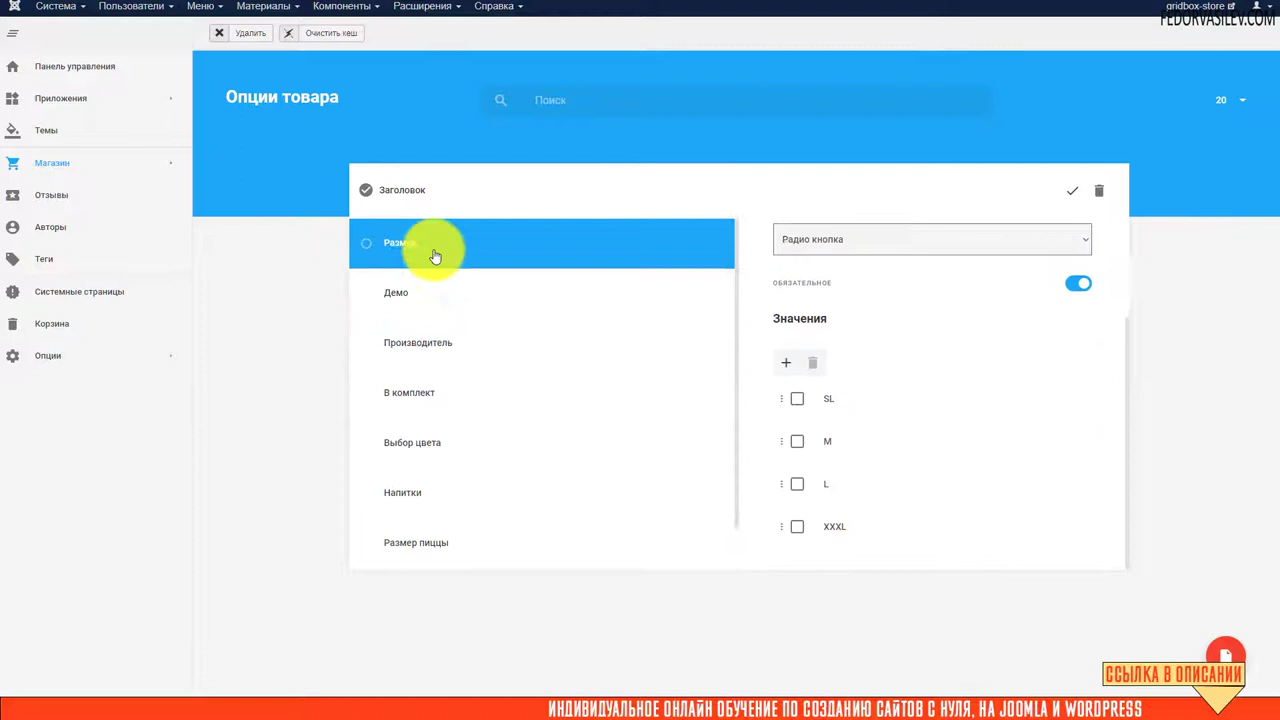 Система Пользователи Меню Материалы Компоненты Расширения Справка gridbox-store
FEDORVASILEV.COM
Удалить Очистить кеш
Панель управления
Приложения
Темы
Магазин
Отзывы
Авторы
Теги
Системные страницы
Корзина
Опции
Опции товара
Поиск
20
Заголовок
Демо
Производитель
В комплект
Выбор цвета
Напитки
Размер пиццы
Радио кнопка
ОБЯЗАТЕЛЬНОЕ
Значения
SL
M
L
XXXL
ССЫЛКА В ОПИСАНИИ
ИНДИВИДУАЛЬНОЕ ОНЛАЙН ОБУЧЕНИЕ ПО СОЗДАНИЮ САЙТОВ С НУЛЯ, НА JOOMLA И WORDPRESS